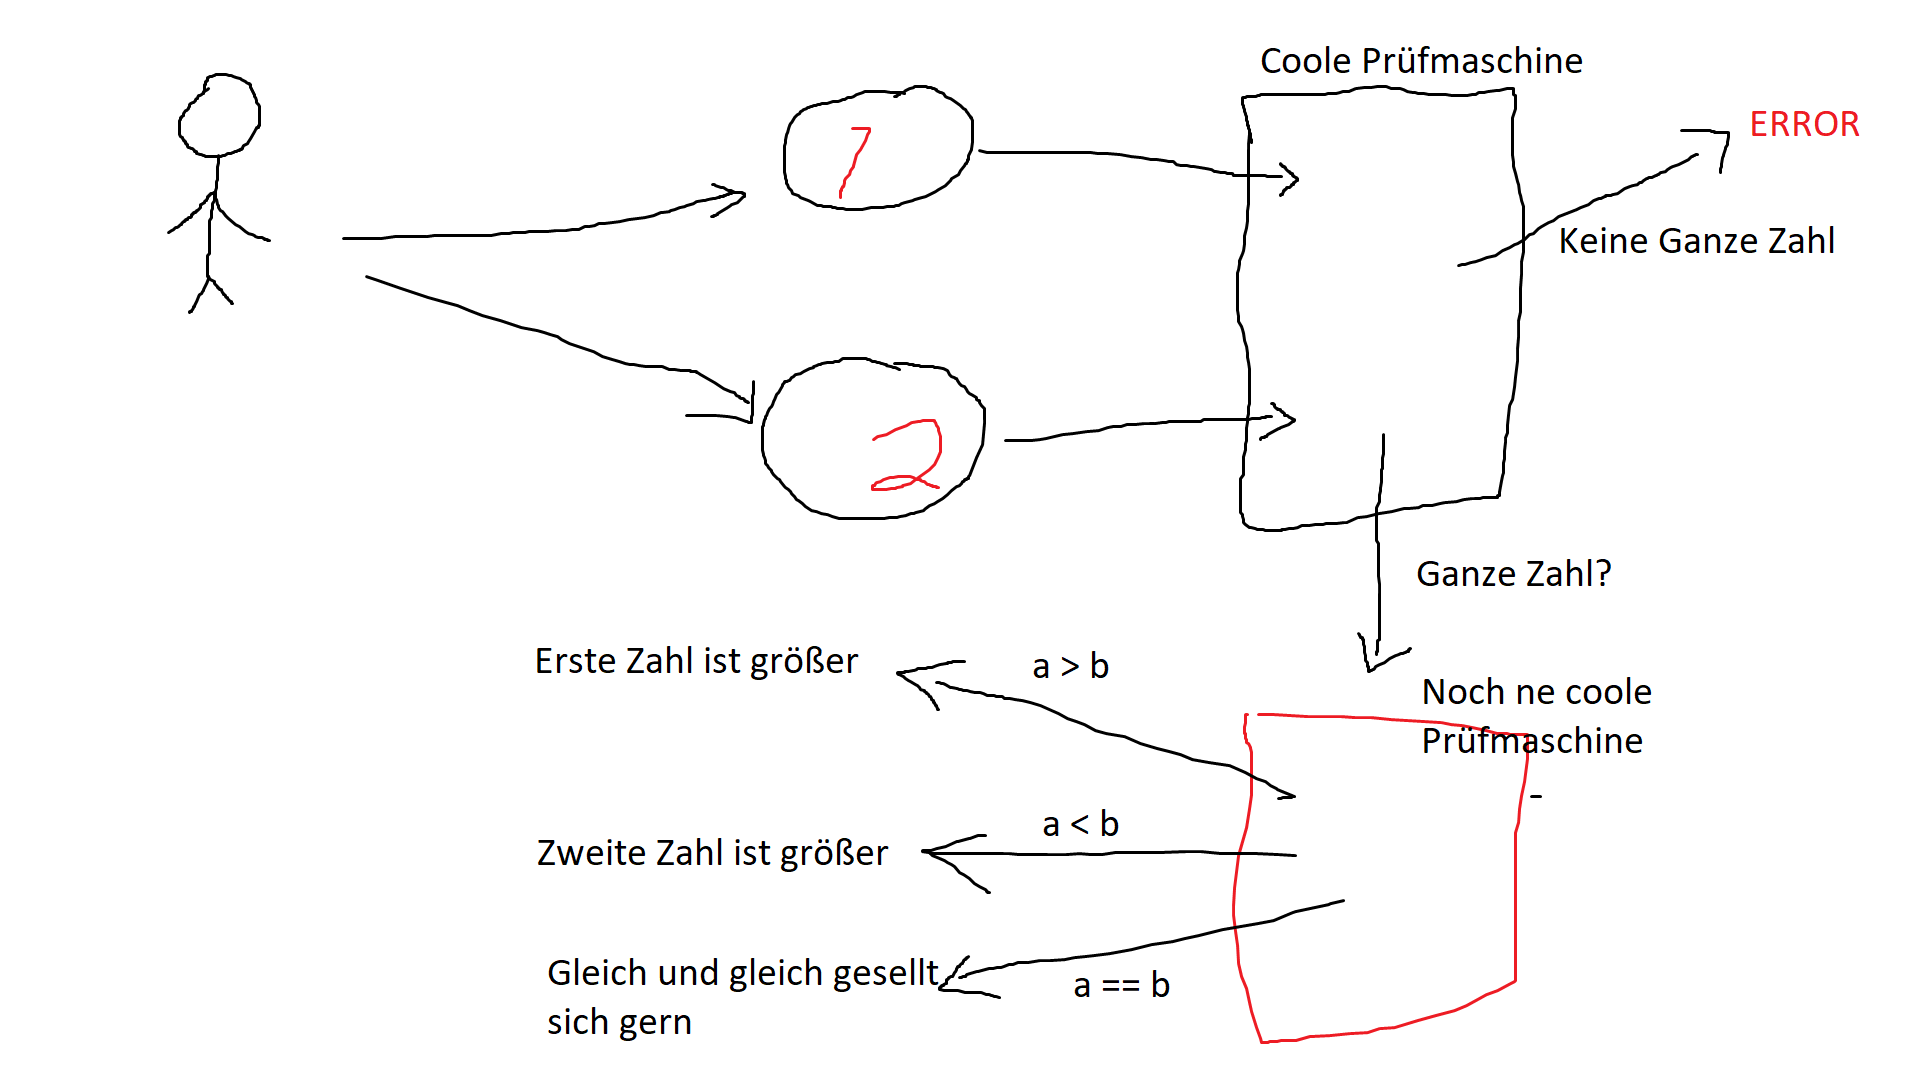 Coole Prüfmaschine
ERROR
1
Keine Ganze Zahl
2
Ganze Zahl?
Erste Zahl ist größer
a > b
Noch ne coole
Prüfmaschine
a < b
Zweite Zahl ist größer
Gleich und gleich gesellt
sich gern
a == b